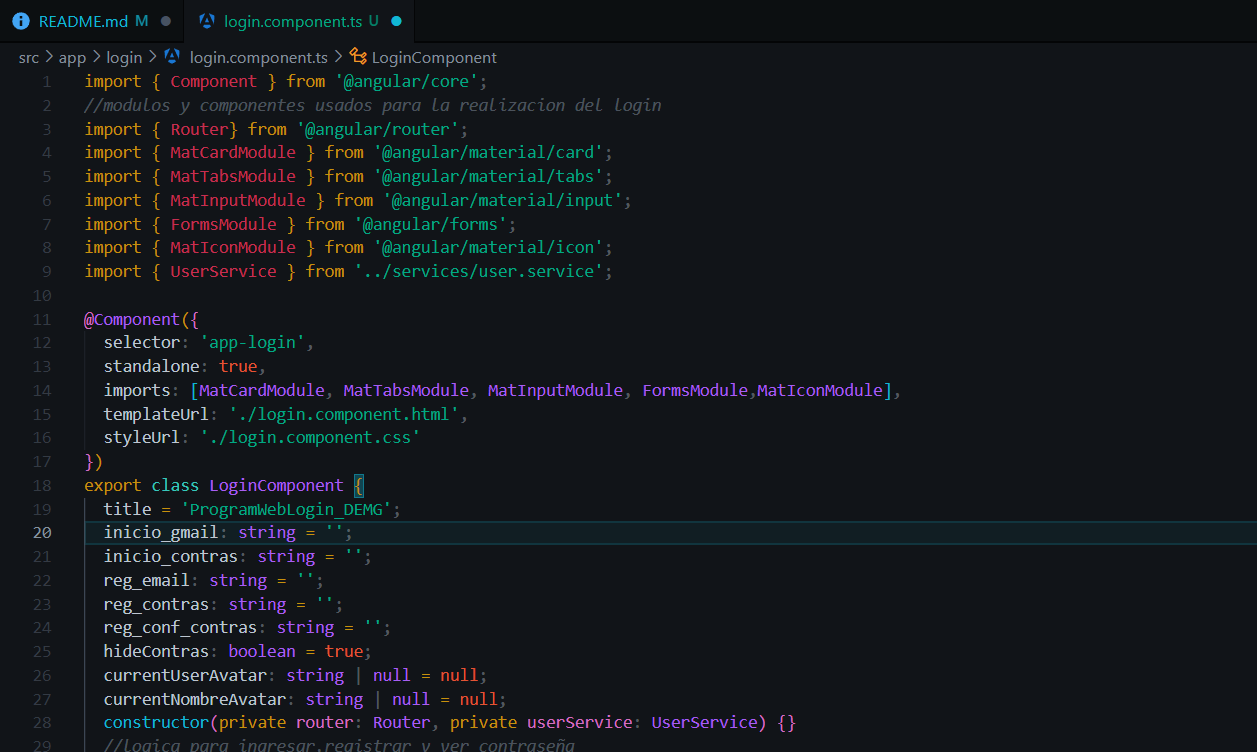 README.md M
login.component.ts U
src > app > login > login.component.ts > LoginComponent
1 import { Component } from '@angular/core';
2 //modulos y componentes usados para la realizacion del login
3 import { Router} from '@angular/router';
4 import { MatCardModule } from '@angular/material/card';
5 import { MatTabsModule } from '@angular/material/tabs';
6 import { MatInputModule } from '@angular/material/input';
7 import { FormsModule } from '@angular/forms';
8 import { MatIconModule } from '@angular/material/icon';
9 import { UserService } from '../services/user.service';
10
11 @Component({
12 selector: 'app-login',
13 standalone: true,
14 imports: [MatCardModule, MatTabsModule, MatInputModule, FormsModule,MatIconModule],
15 templateUrl: './login.component.html',
16 styleUrl: './login.component.css'
17 })
18 export class LoginComponent {
19 title = 'ProgramWebLogin_DEMG';
20 inicio_gmail: string = '';
21 inicio_contras: string = '';
22 reg_email: string = '';
23 reg_contras: string = '';
24 reg_conf_contras: string = '';
25 hideContras: boolean = true;
26 currentUserAvatar: string | null = null;
27 currentNombreAvatar: string | null = null;
28 constructor(private router: Router, private userService: UserService) {}
29 //logica para ingresar,registrar y ver contraseña